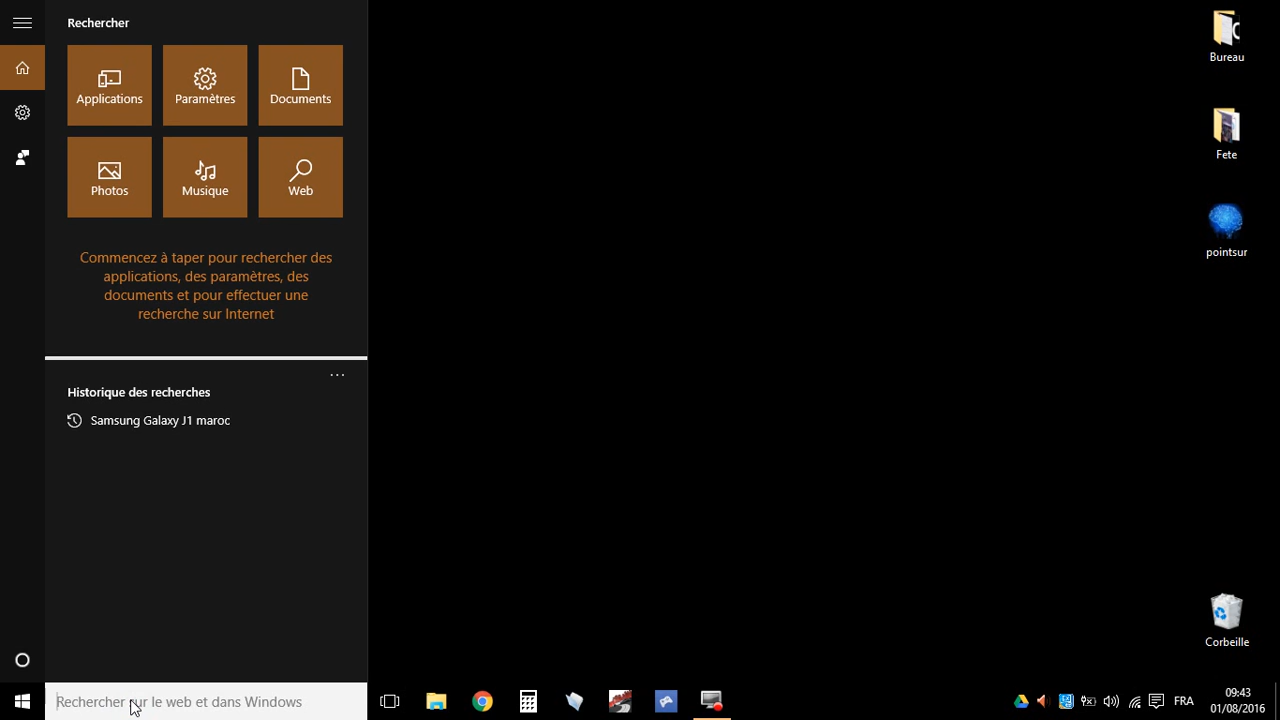 Rechercher
Applications
Paramètres
Documents
Photos
Musique
Web
Commencez à taper pour rechercher des
applications, des paramètres, des
documents et pour effectuer une
recherche sur Internet
...
Historique des recherches
Samsung Galaxy J1 maroc
Rechercher sur le web et dans Windows
Bureau
Fete
pointsur
Corbeille
FRA
09:43
01/08/2016